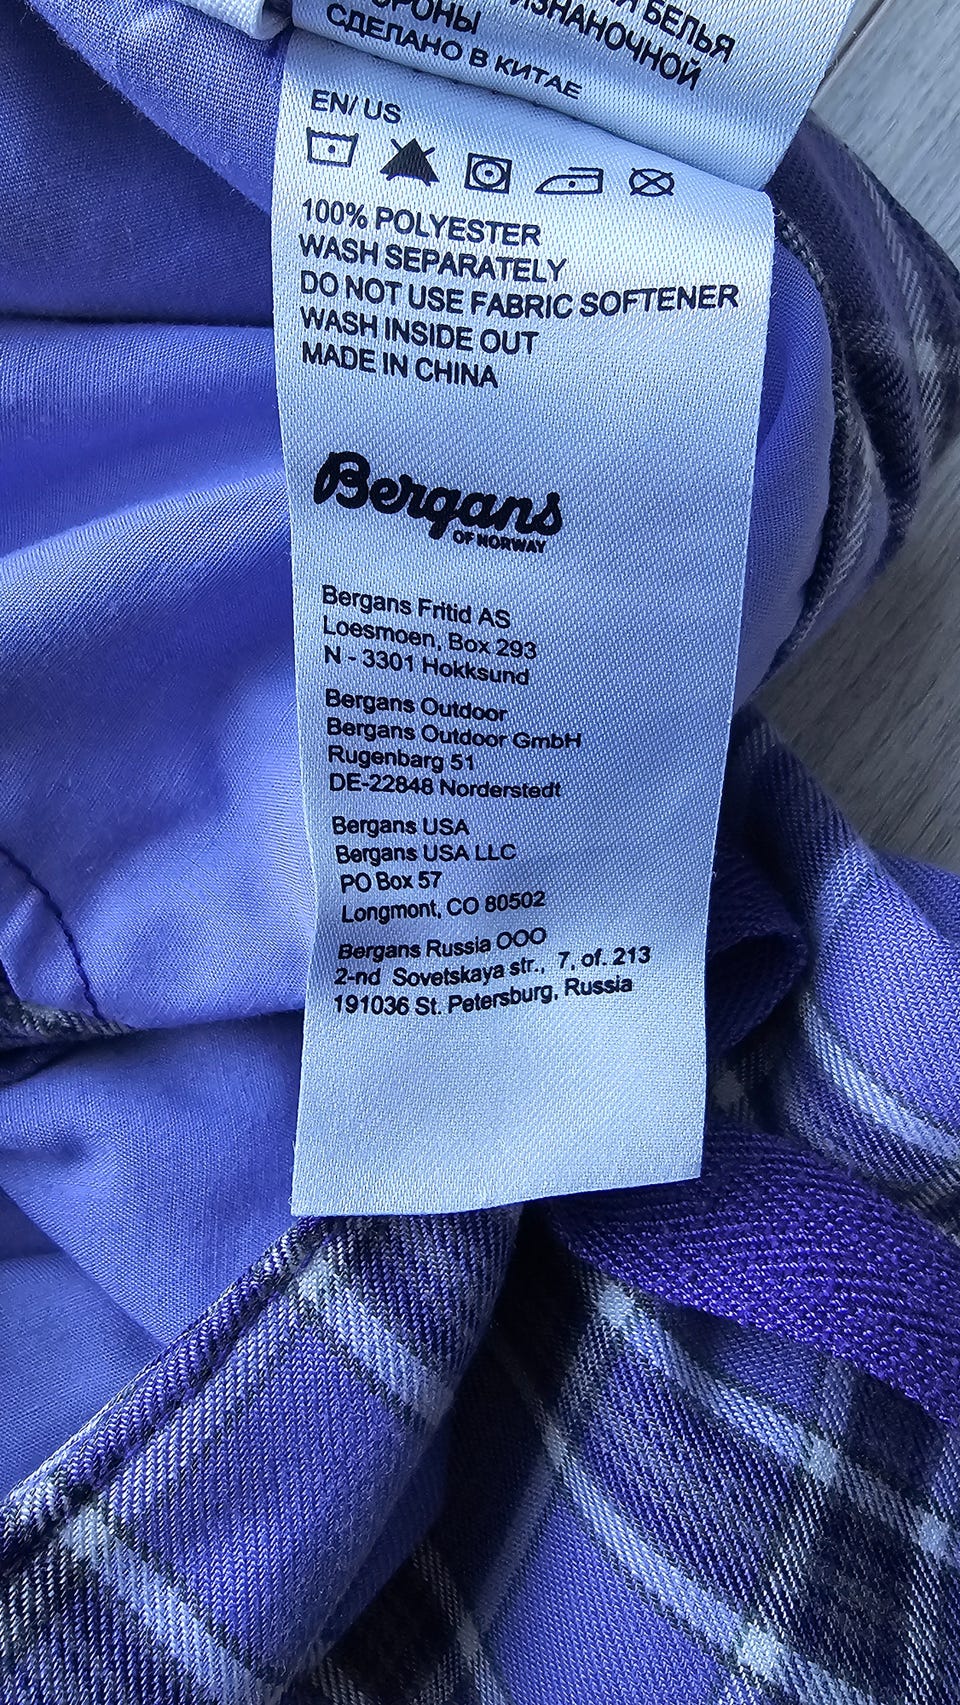 БЕЛЬЯ
ИЗНАНОЧНОЙ
СДЕЛАНО В КИТАЕ
EN/ US
100% POLYESTER
WASH SEPARATELY
DO NOT USE FABRIC SOFTENER
WASH INSIDE OUT
MADE IN CHINA
Bergans
OF NORWAY
Bergans Fritid AS
Loesmoen, Box 293
N - 3301 Hokksund
Bergans Outdoor
Bergans Outdoor GmbH
Rugenbarg 51
DE-22848 Norderstedt
Bergans USA
Bergans USA LLC
PO Box 57
Longmont, CO 80502
Bergans Russia OOO
2-nd Sovetskaya str., 7, of. 213
191036 St. Petersburg, Russia